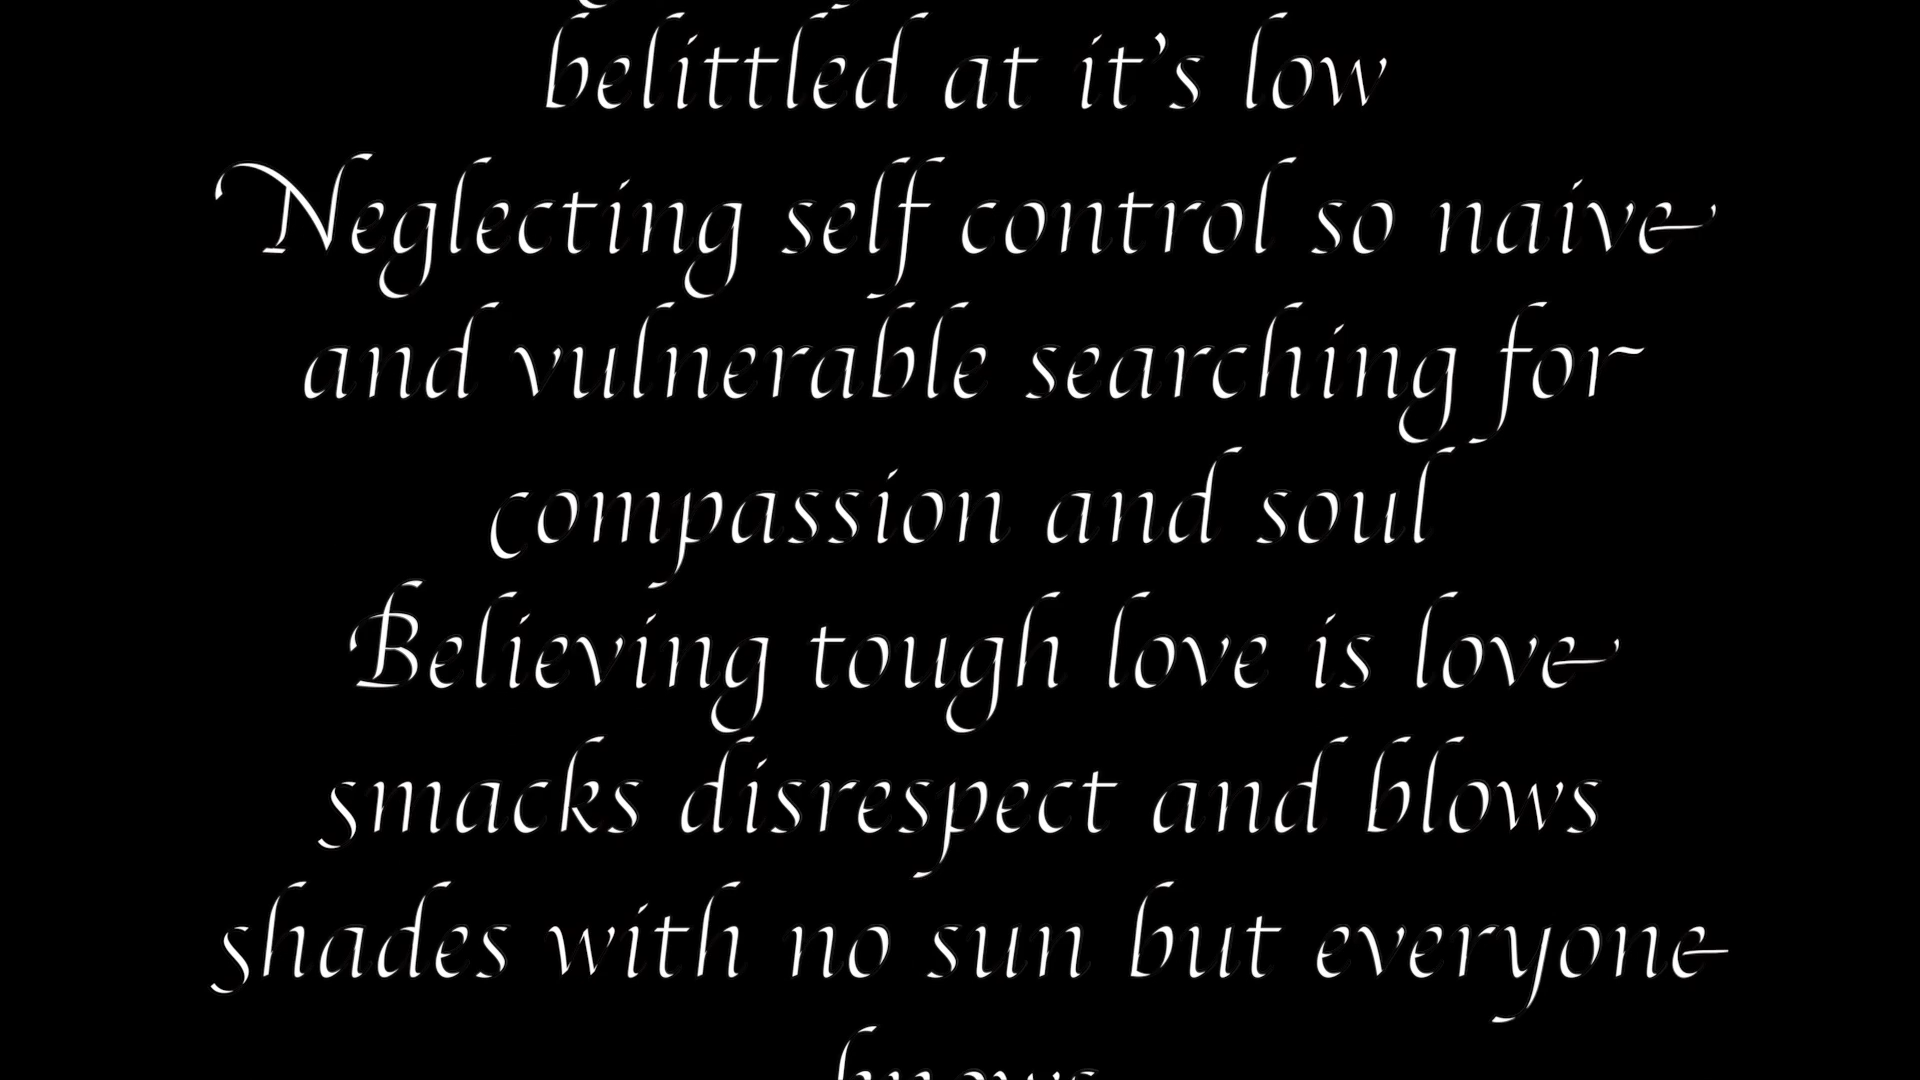 belittled at it's low
Neglecting self control so naive
and vulnerable searching for
compassion and soul
Believing tough love is love
smacks disrespect and blows
shades with no sun but everyone
knows